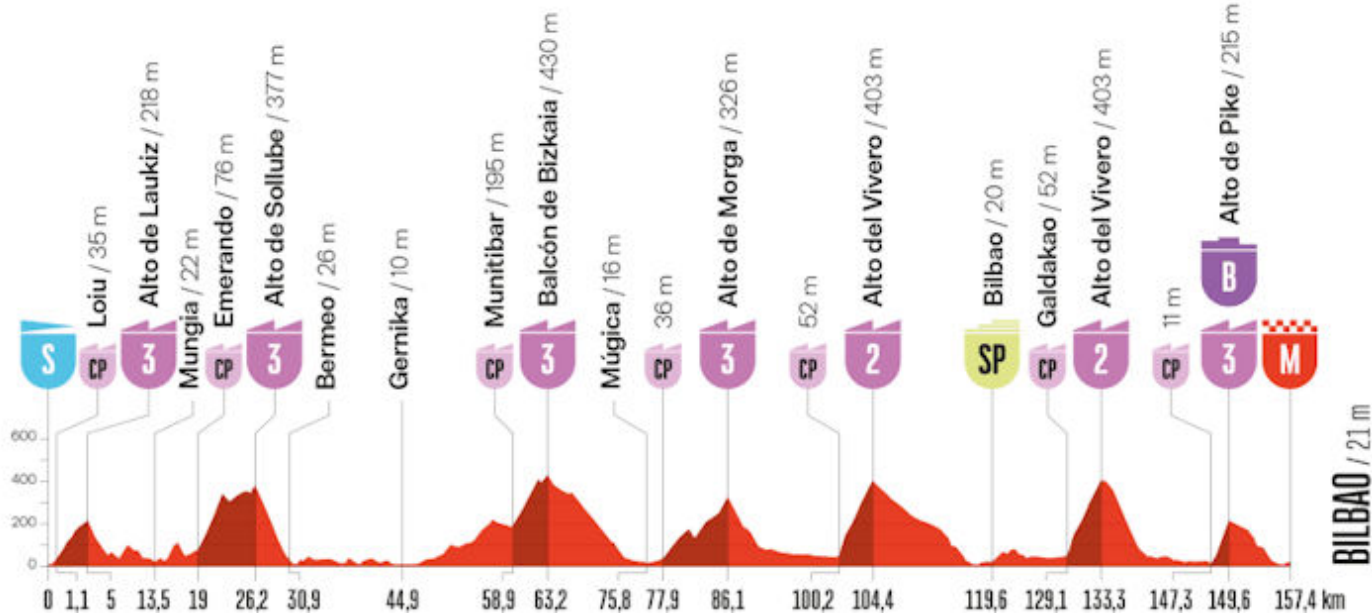 S
CP
Loiu / 35 m
3
Alto de Laukiz / 218 m
Mungia / 22 m
CP
Emerando / 76 m
3
Alto de Sollube / 377 m
Bermeo / 26 m
Gernika / 10 m
CP
Munitibar / 195 m
3
Balcón de Bizkaia / 430 m
Múgica / 16 m
CP
36 m
3
Alto de Morga / 326 m
CP
52 m
2
Alto del Vivero / 403 m
SP
Bilbao / 20 m
CP
Galdakao / 52 m
2
Alto del Vivero / 403 m
CP
11 m
B
3
Alto de Pike / 215 m
M
BILBAO / 21 m
600
400
200
0
0 1,1 5 13,5 19 26,2 30,9 44,9 58,9 63,2 75,8 77,9 86,1 100,2 104,4 119,6 129,1 133,3 147,3 149,6 157,4 km